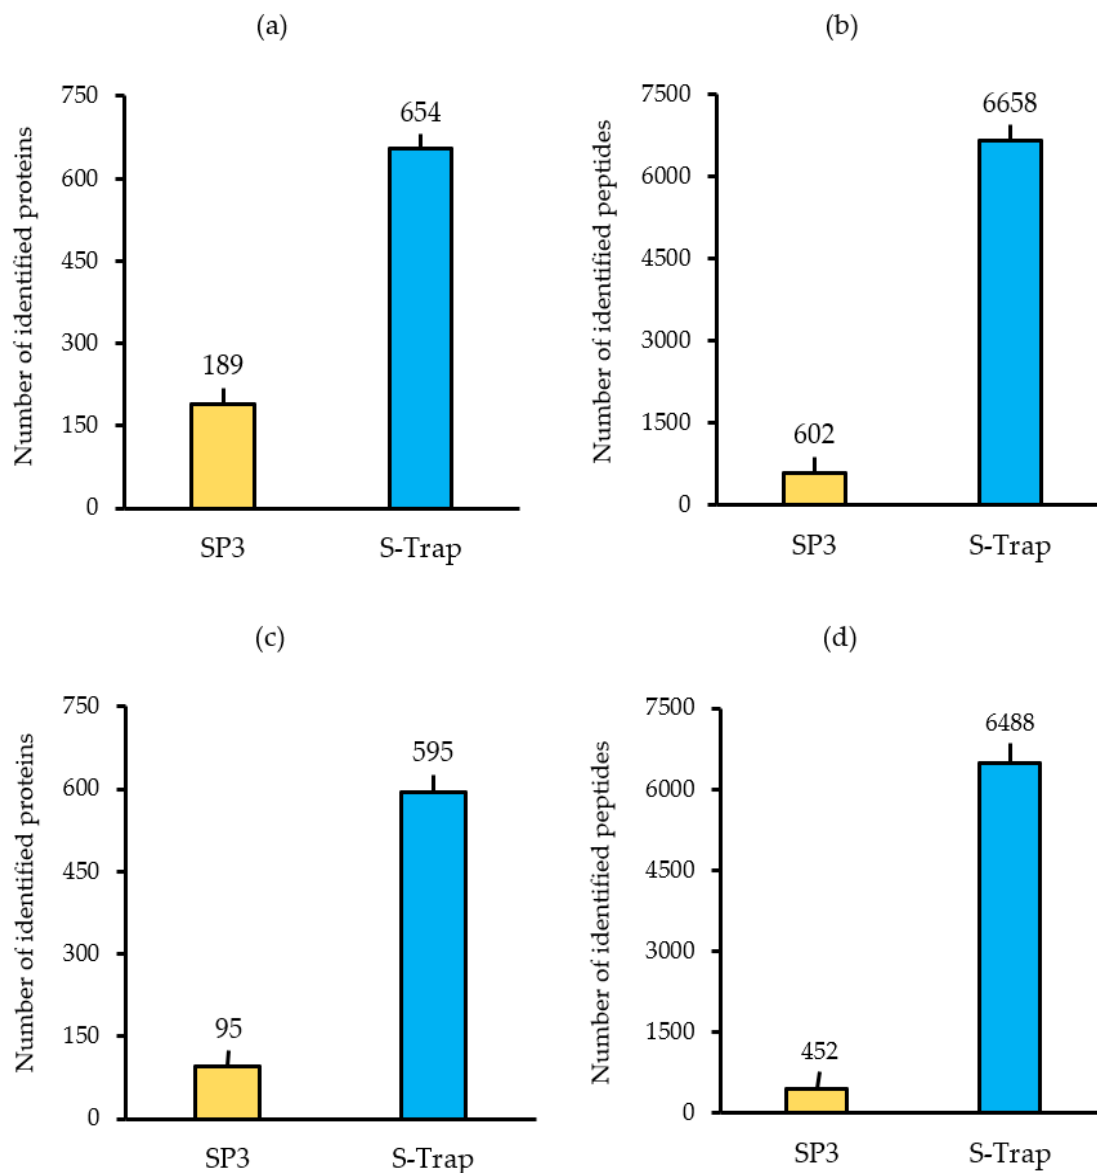 (a)
Number of identified proteins
750
600
450
300
150
0
189
654
SP3
S-Trap
(b)
Number of identified peptides
7500
6000
4500
3000
1500
0
602
6658
SP3
S-Trap
(c)
Number of identified proteins
750
600
450
300
150
0
95
595
SP3
S-Trap
(d)
Number of identified peptides
7500
6000
4500
3000
1500
0
452
6488
SP3
S-Trap